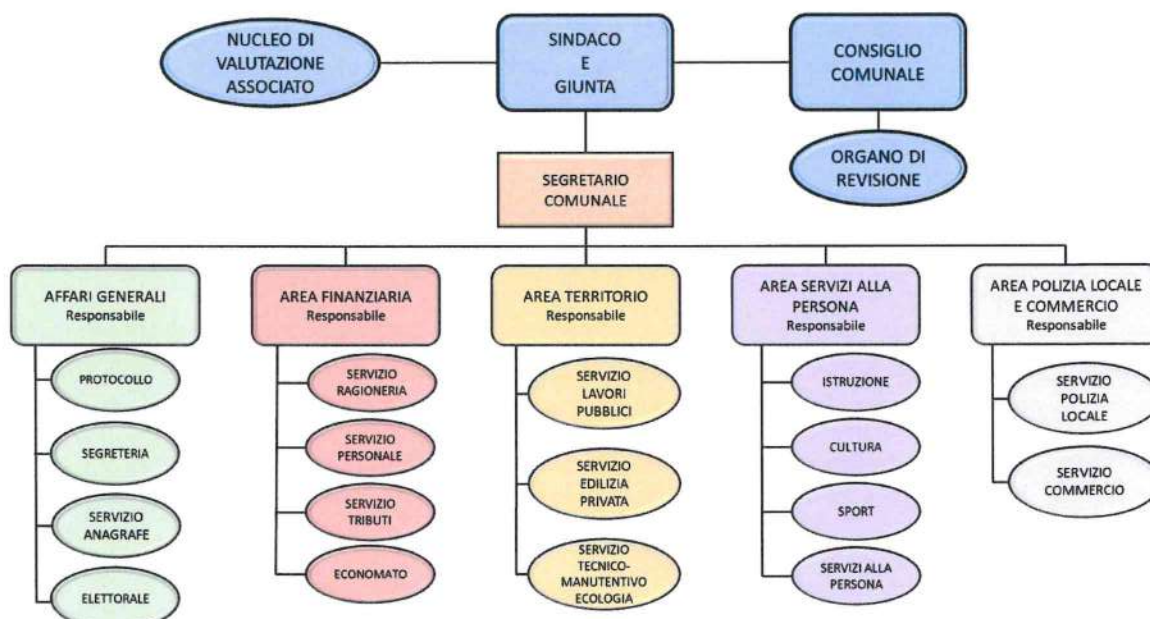 NUCLEO DI
VALUTAZIONE
ASSOCIATO
SINDACO
E
GIUNTA
CONSIGLIO
COMUNALE
ORGANO DI
REVISIONE
SEGRETARIO
COMUNALE
AFFARI GENERALI
Responsabile
PROTOCOLLO
SEGRETERIA
SERVIZIO
ANAGRAFE
ELETTORALE
AREA FINANZIARIA
Responsabile
SERVIZIO
RAGIONERIA
SERVIZIO
PERSONALE
SERVIZIO
TRIBUTI
ECONOMATO
AREA TERRITORIO
Responsabile
SERVIZIO
LAVORI
PUBBLICI
SERVIZIO
EDILIZIA
PRIVATA
SERVIZIO
TECNICO-
MANUTENTIVO
ECOLOGIA
AREA SERVIZI ALLA
PERSONA
Responsabile
ISTRUZIONE
CULTURA
SPORT
SERVIZI ALLA
PERSONA
AREA POLIZIA LOCALE
E COMMERCIO
Responsabile
SERVIZIO
POLIZIA
LOCALE
SERVIZIO
COMMERCIO